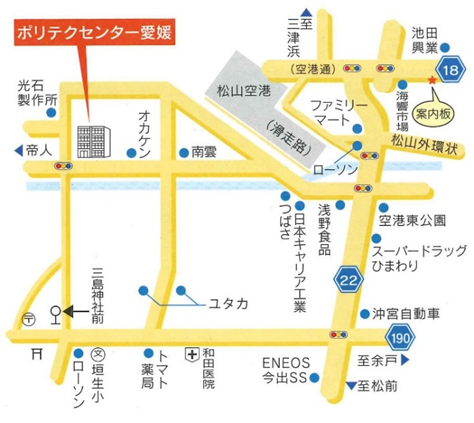 ポリテクセンター愛媛
至
三津浜
(空港通)
池田
興業
18
案内板
海響市場
松山空港
(滑走路)
ファミリー
マート
ローソン
松山外環状
光石
製作所
帝人
オカケン
南雲
つばさ
日本キャリア工業
浅野食品
空港東公園
スーパードラッグ
ひまわり
22
三島神社前
ユタカ
沖宮自動車
190
〒
ローソン
文
垣生小
トマト
薬局
和田医院
ENEOS
今出SS
至余戸
至松前